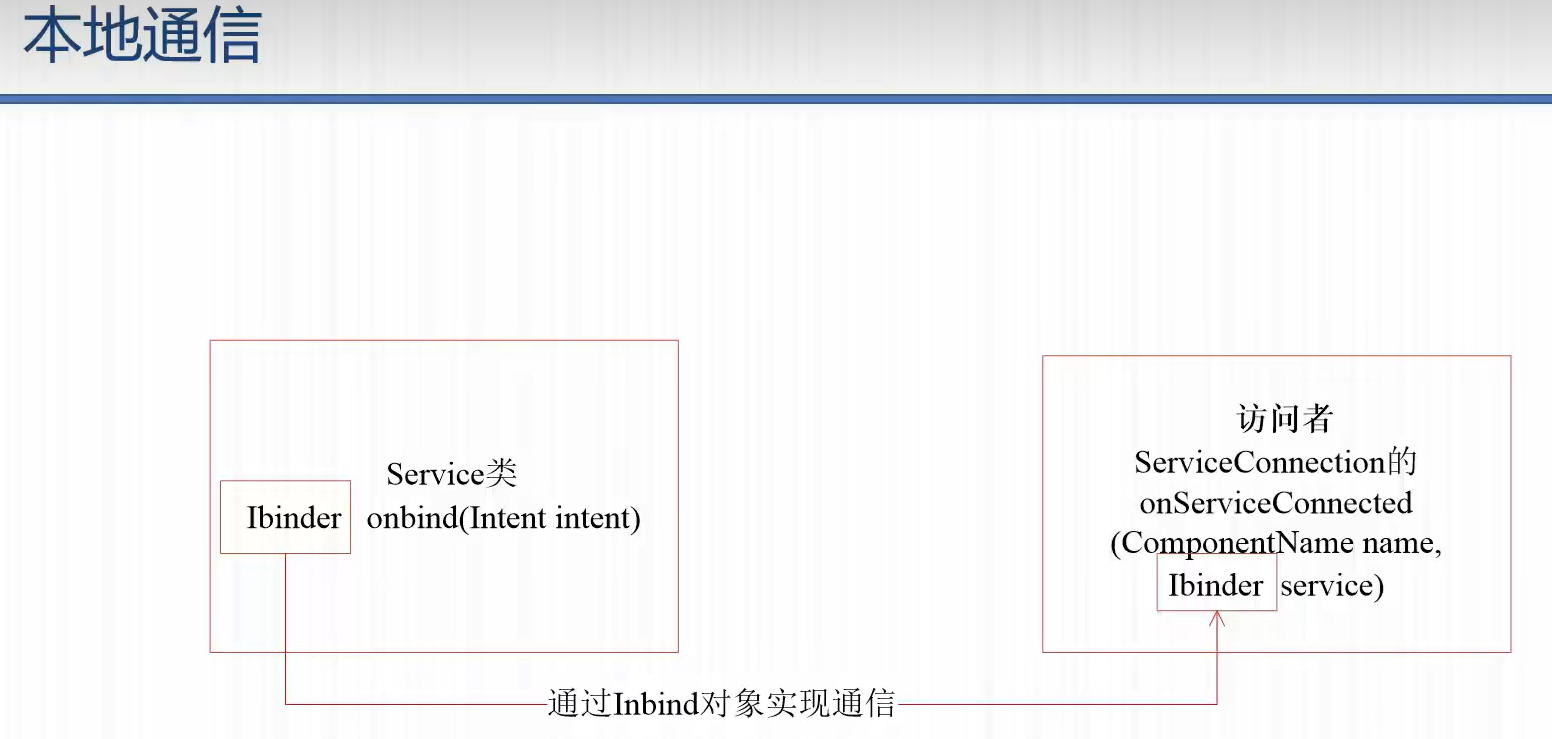 本地通信
Service类
Ibinder onbind(Intent intent)
访问者
ServiceConnection的
onServiceConnected
(ComponentName name,
Ibinder service)
通过Inbind对象实现通信